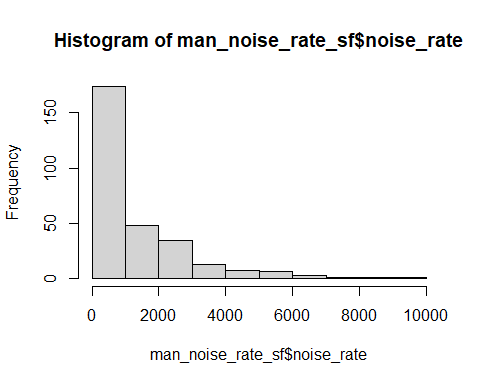 Histogram of man_noise_rate_sf$noise_rate
Frequency
150
100
50
0
0 2000 4000 6000 8000 10000
man_noise_rate_sf$noise_rate